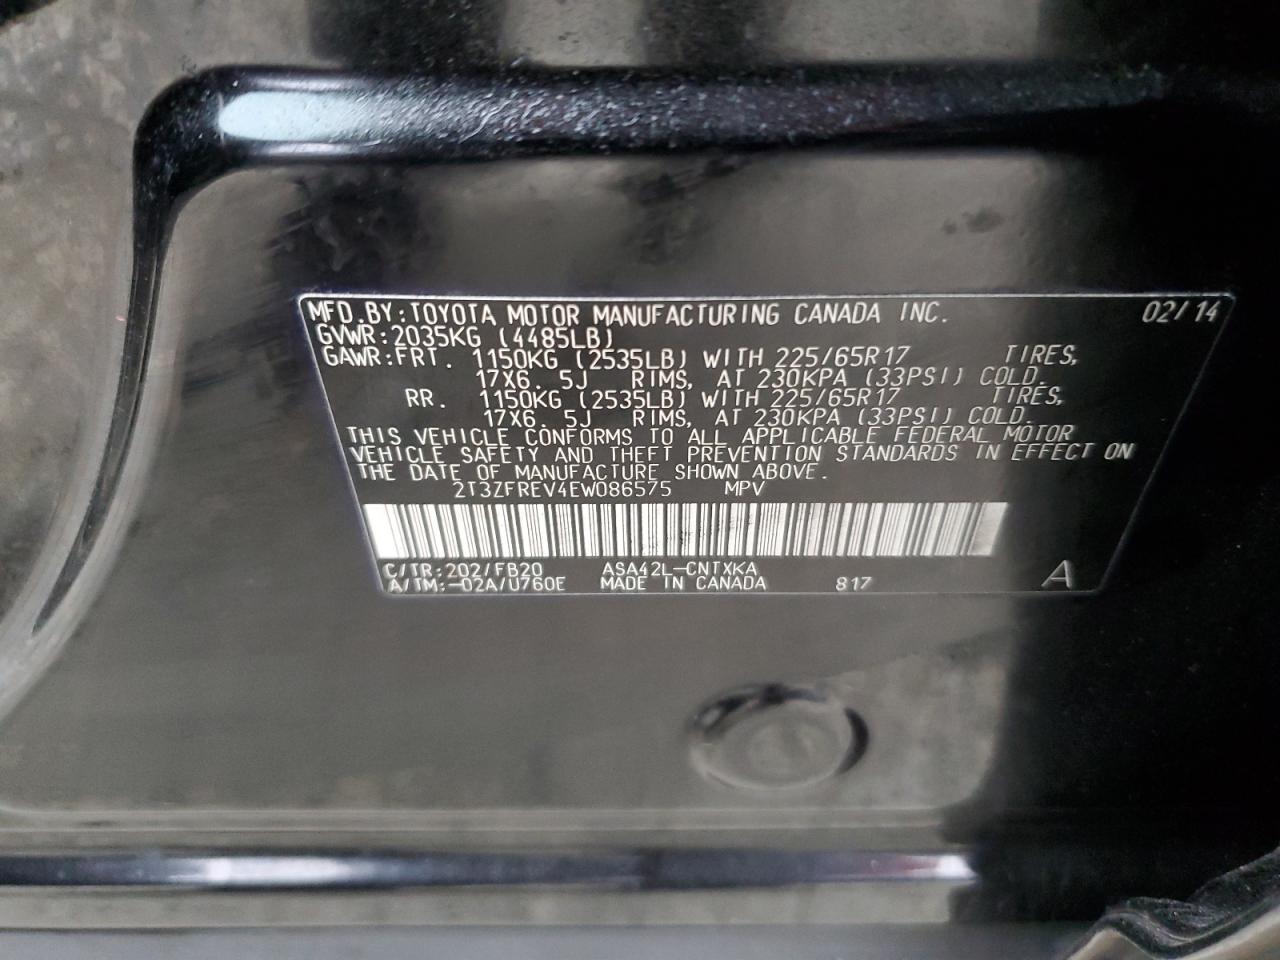 MFD.BY:TOYOTA MOTOR MANUFACTURING CANADA INC. 02/14
GVWR:2035KG (4485LB)
GAWR:FRT. 1150KG (2535LB) WITH 225/65R17 TIRES,
17X6.5J RIMS, AT 230KPA (33PSI) COLD.
RR. 1150KG (2535LB) WITH 225/65R17 TIRES,
17X6.5J RIMS, AT 230KPA (33PSI) COLD.
THIS VEHICLE CONFORMS TO ALL APPLICABLE FEDERAL MOTOR
VEHICLE SAFETY AND THEFT PREVENTION STANDARDS IN EFFECT ON
THE DATE OF MANUFACTURE SHOWN ABOVE.
2T3ZFREV4EW086575 MPV
C/TR:202/FB20 ASA42L-CNTXKA
A/TM:-02A/U760E MADE IN CANADA 817 A